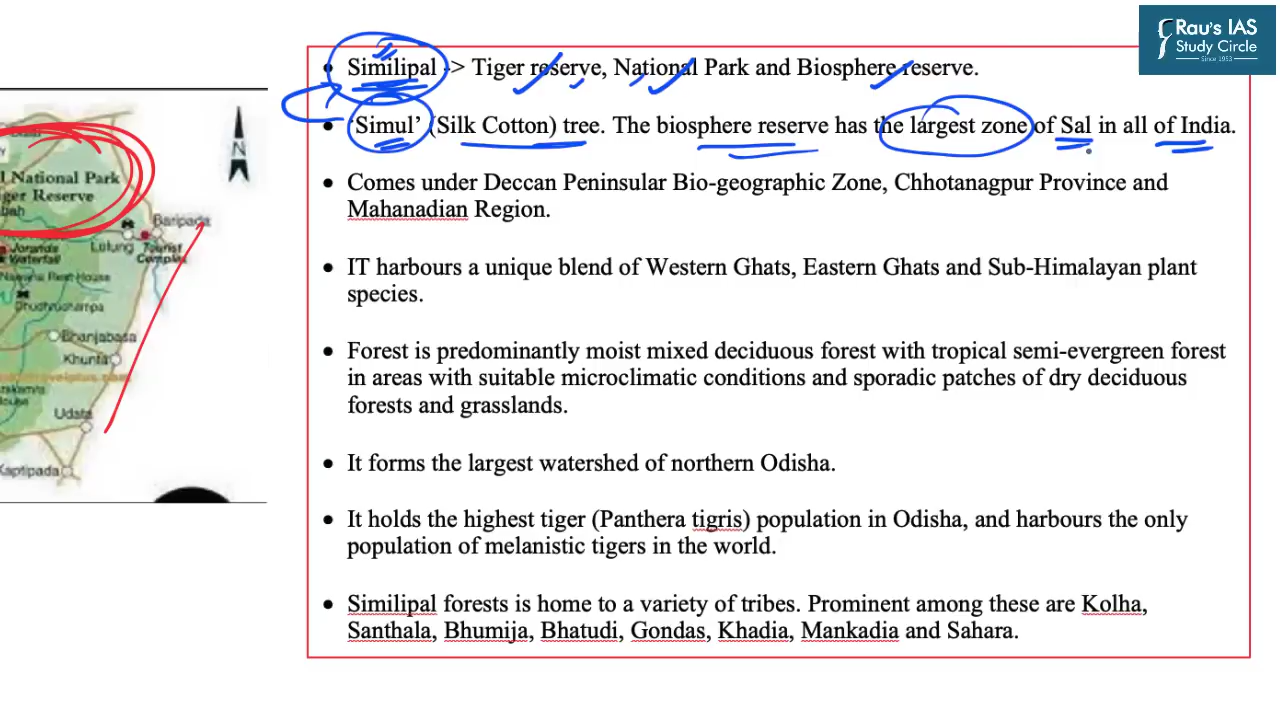 Rau's IAS
Study Circle
Since 1953
• Similipal -> Tiger reserve, National Park and Biosphere reserve.
• 'Simul' (Silk Cotton) tree. The biosphere reserve has the largest zone of Sal in all of India.
• Comes under Deccan Peninsular Bio-geographic Zone, Chhotanagpur Province and
Mahanadian Region.
• IT harbours a unique blend of Western Ghats, Eastern Ghats and Sub-Himalayan plant
species.
• Forest is predominantly moist mixed deciduous forest with tropical semi-evergreen forest
in areas with suitable microclimatic conditions and sporadic patches of dry deciduous
forests and grasslands.
• It forms the largest watershed of northern Odisha.
• It holds the highest tiger (Panthera tigris) population in Odisha, and harbours the only
population of melanistic tigers in the world.
• Similipal forests is home to a variety of tribes. Prominent among these are Kolha,
Santhala, Bhumija, Bhatudi, Gondas, Khadia, Mankadia and Sahara.
N
National Park
Reserve
Baripada
Lulung
Tourist
Complex
Joranda
Waterfall
Bhanjabasa
Khunta
Udala
Kaptipada